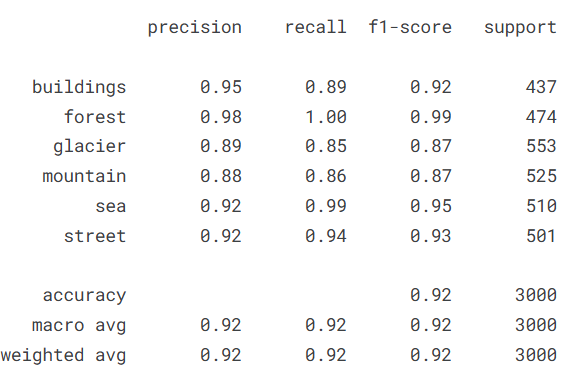 precision recall f1-score support
buildings 0.95 0.89 0.92 437
forest 0.98 1.00 0.99 474
glacier 0.89 0.85 0.87 553
mountain 0.88 0.86 0.87 525
sea 0.92 0.99 0.95 510
street 0.92 0.94 0.93 501
accuracy 0.92 3000
macro avg 0.92 0.92 0.92 3000
weighted avg 0.92 0.92 0.92 3000